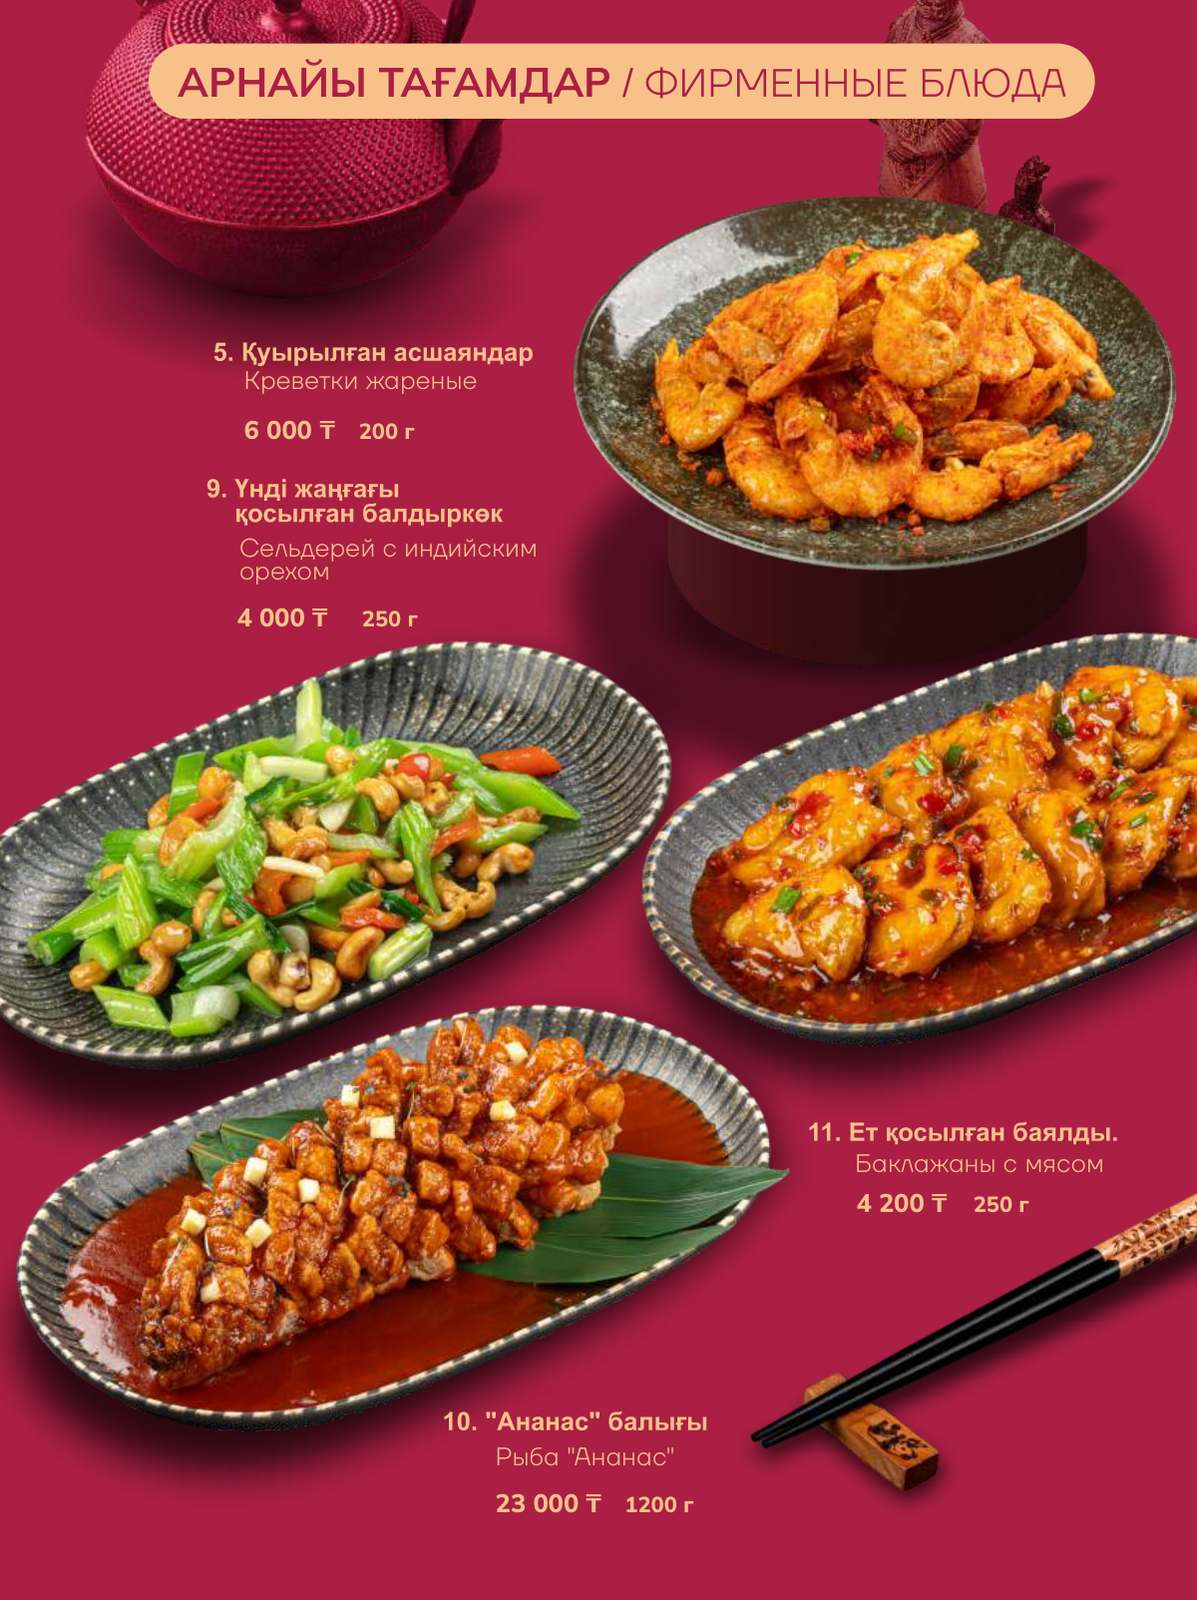 АРНАЙЫ ТАҒАМДАР / ФИРМЕННЫЕ БЛЮДА
5. Қуырылған асшаяндар
Креветки жареные
6 000 ₸ 200 г
9. Үнді жаңғағы
қосылған балдыркөк
Сельдерей с индийским
орехом
4 000 ₸ 250 г
11. Ет қосылған баялды.
Баклажаны с мясом
4 200 ₸ 250 г
10. "Ананас" балығы
Рыба "Ананас"
23 000 ₸ 1200 г